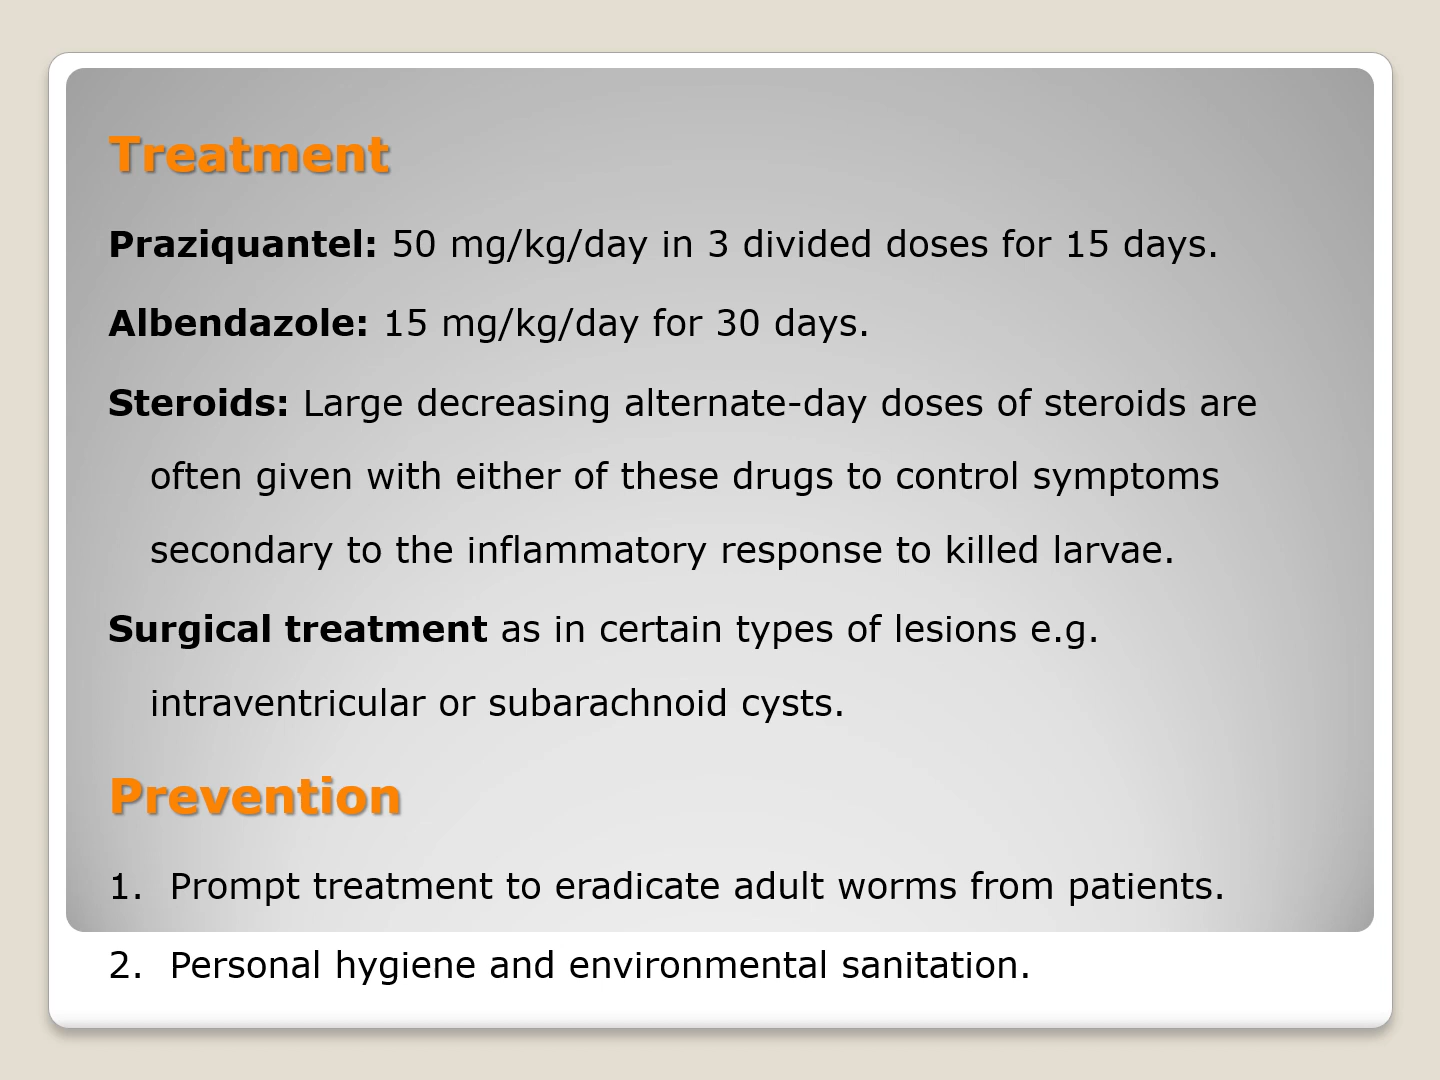 Treatment
Praziquantel: 50 mg/kg/day in 3 divided doses for 15 days.
Albendazole: 15 mg/kg/day for 30 days.
Steroids: Large decreasing alternate-day doses of steroids are
often given with either of these drugs to control symptoms
secondary to the inflammatory response to killed larvae.
Surgical treatment as in certain types of lesions e.g.
intraventricular or subarachnoid cysts.
Prevention
1. Prompt treatment to eradicate adult worms from patients.
2. Personal hygiene and environmental sanitation.